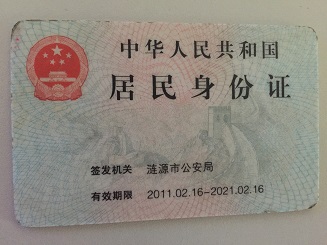 中华人民共和国
居民身份证
签发机关 涟源市公安局
有效期限 2011.02.16-2021.02.16